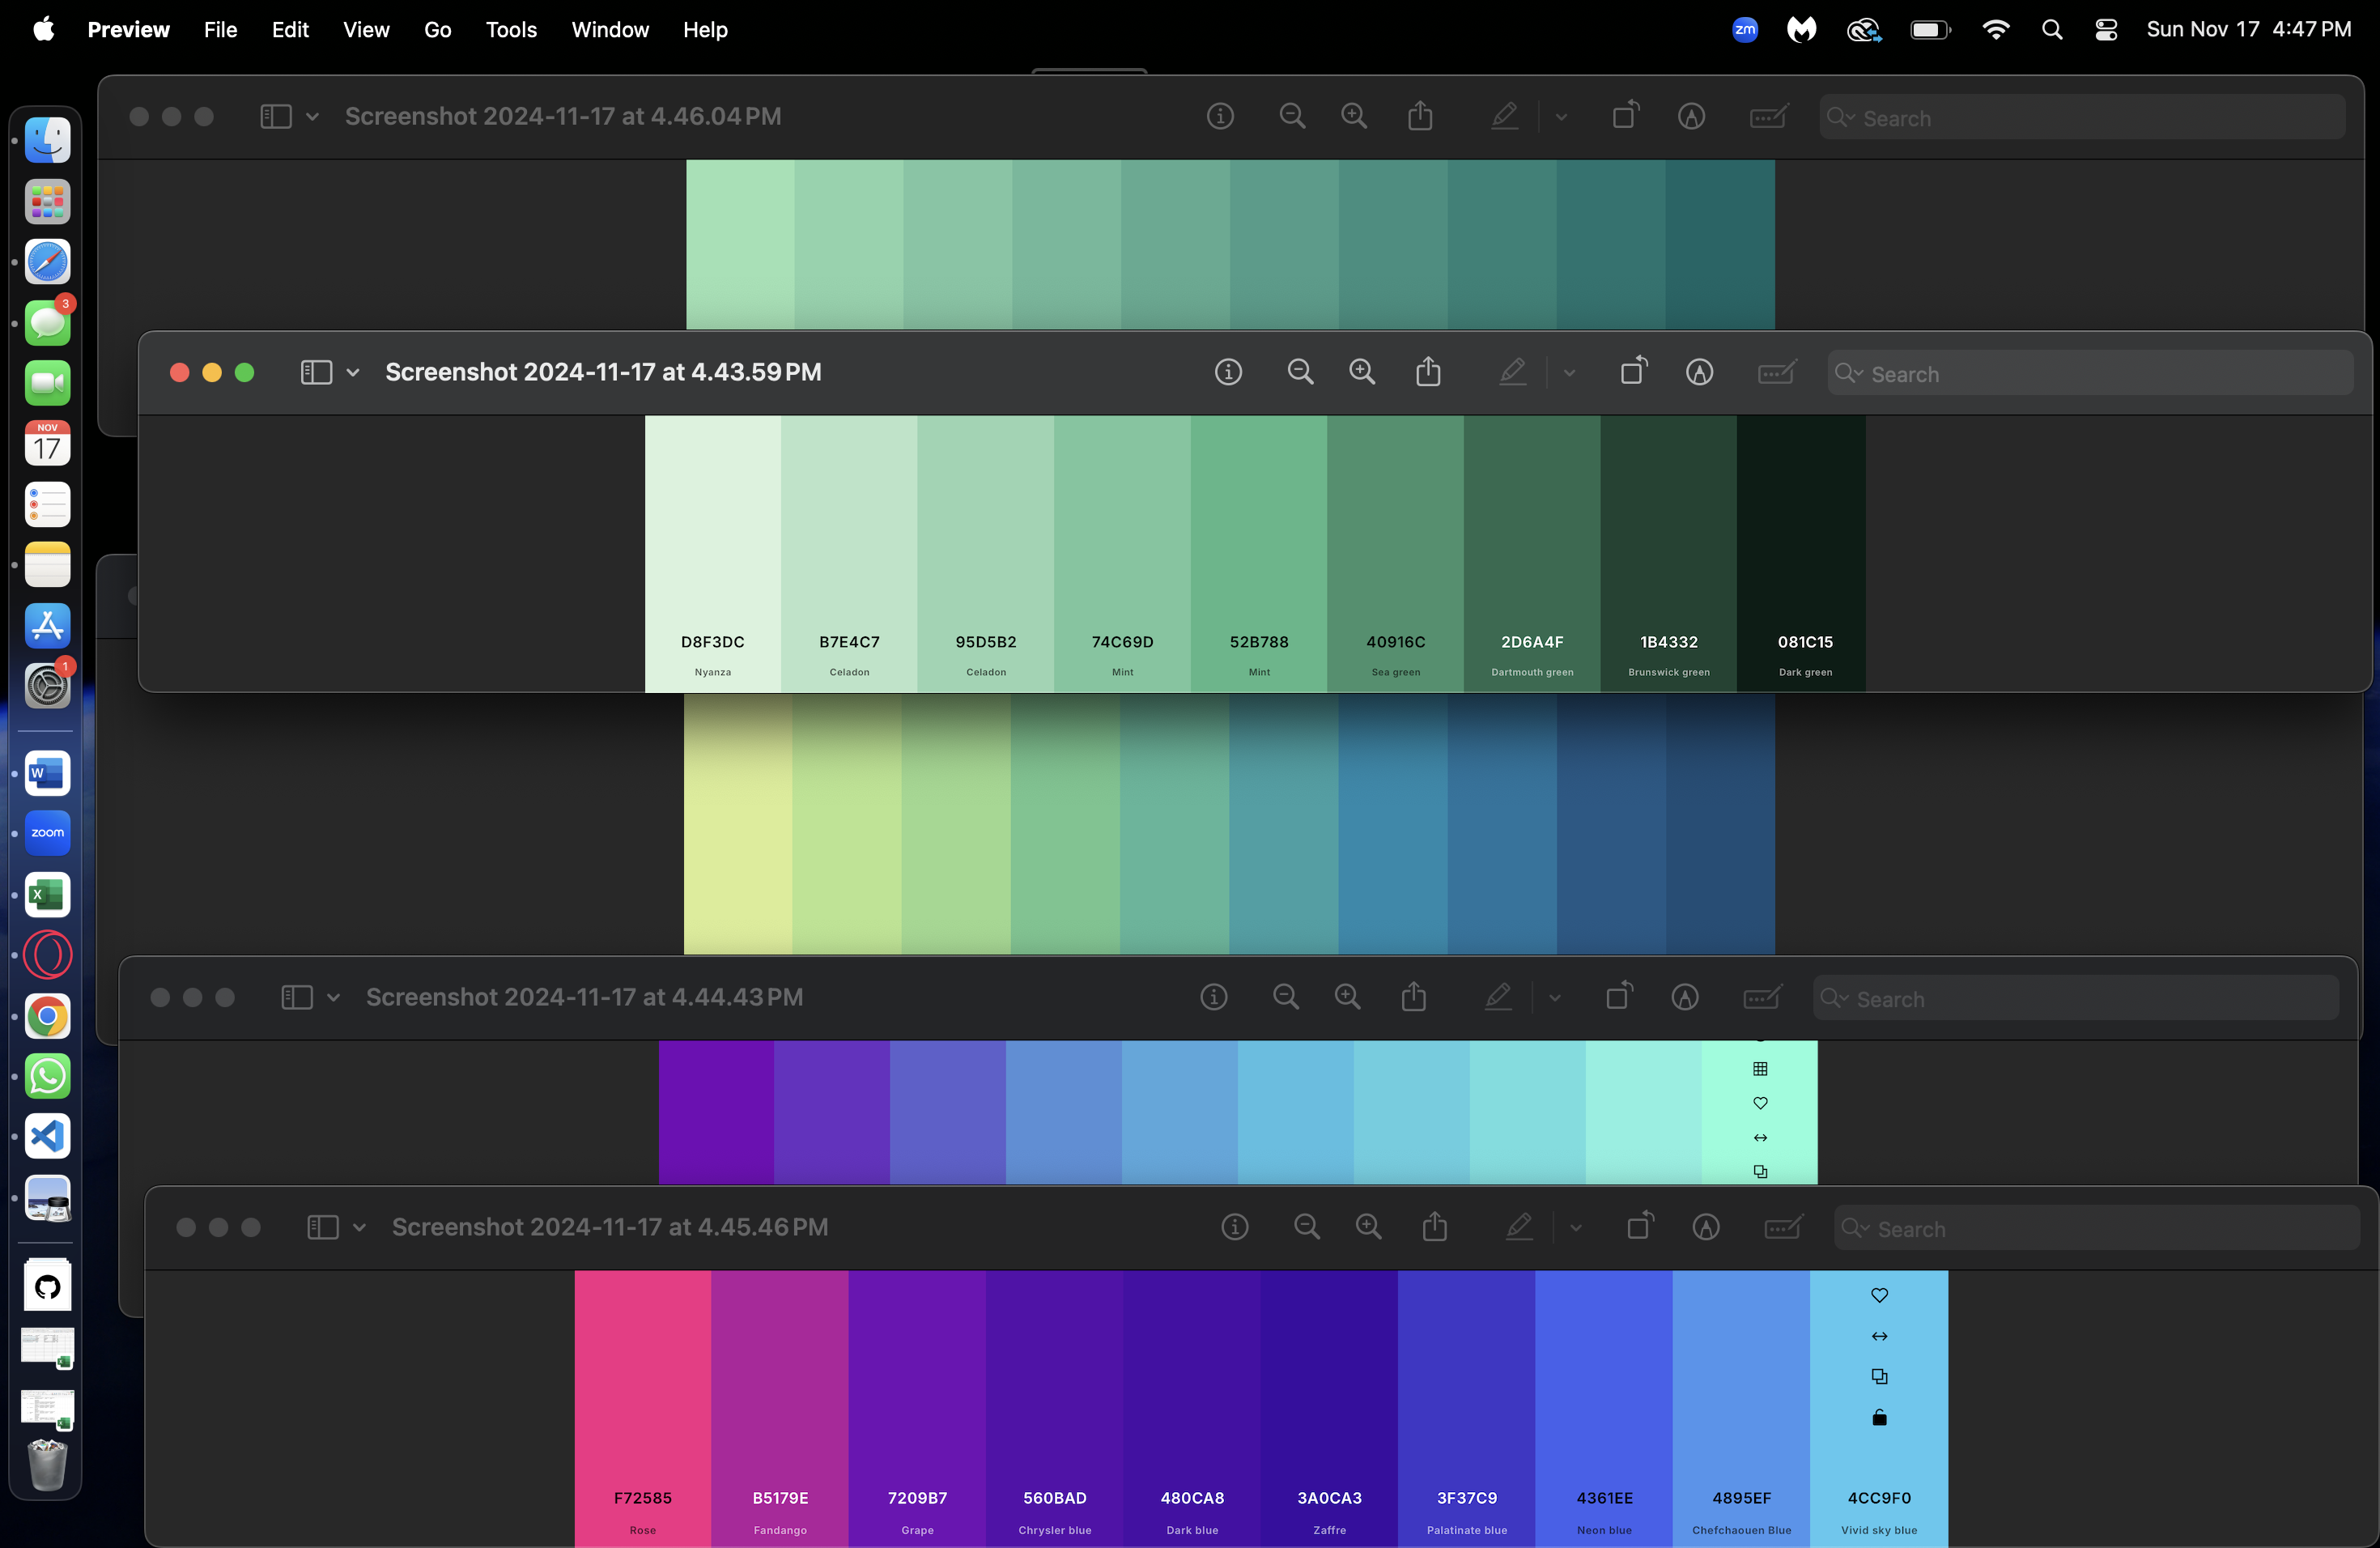 Preview File Edit View Go Tools Window Help zm Sun Nov 17 4:47 PM
Screenshot 2024-11-17 at 4.46.04 PM Search
Screenshot 2024-11-17 at 4.43.59 PM Search
D8F3DC B7E4C7 95D5B2 74C69D 52B788 40916C 2D6A4F 1B4332 081C15
Nyanza Celadon Celadon Mint Mint Sea green Dartmouth green Brunswick green Dark green
Screenshot 2024-11-17 at 4.44.43 PM Search
Screenshot 2024-11-17 at 4.45.46 PM Search
F72585 B5179E 7209B7 560BAD 480CA8 3A0CA3 3F37C9 4361EE 4895EF 4CC9F0
Rose Fandango Grape Chrysler blue Dark blue Zaffre Palatinate blue Neon blue Chefchaouen Blue Vivid sky blue
3
NOV
17
1
W
zoom
X